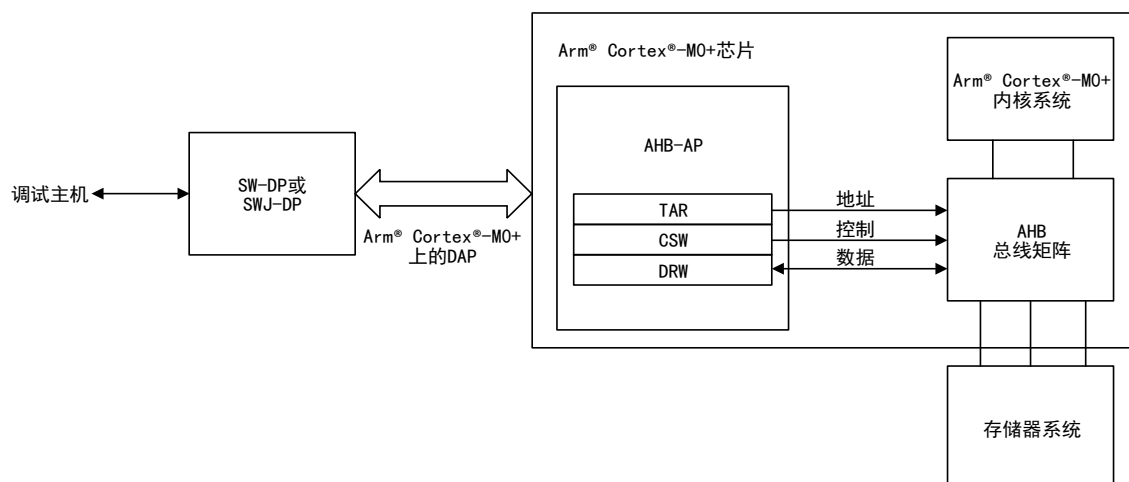 Arm® Cortex®-M0+芯片
Arm® Cortex®-M0+
内核系统
AHB-AP
调试主机
SW-DP或
SWJ-DP
Arm® Cortex®-M0+
上的DAP
TAR
CSW
DRW
地址
控制
数据
AHB
总线矩阵
存储器系统